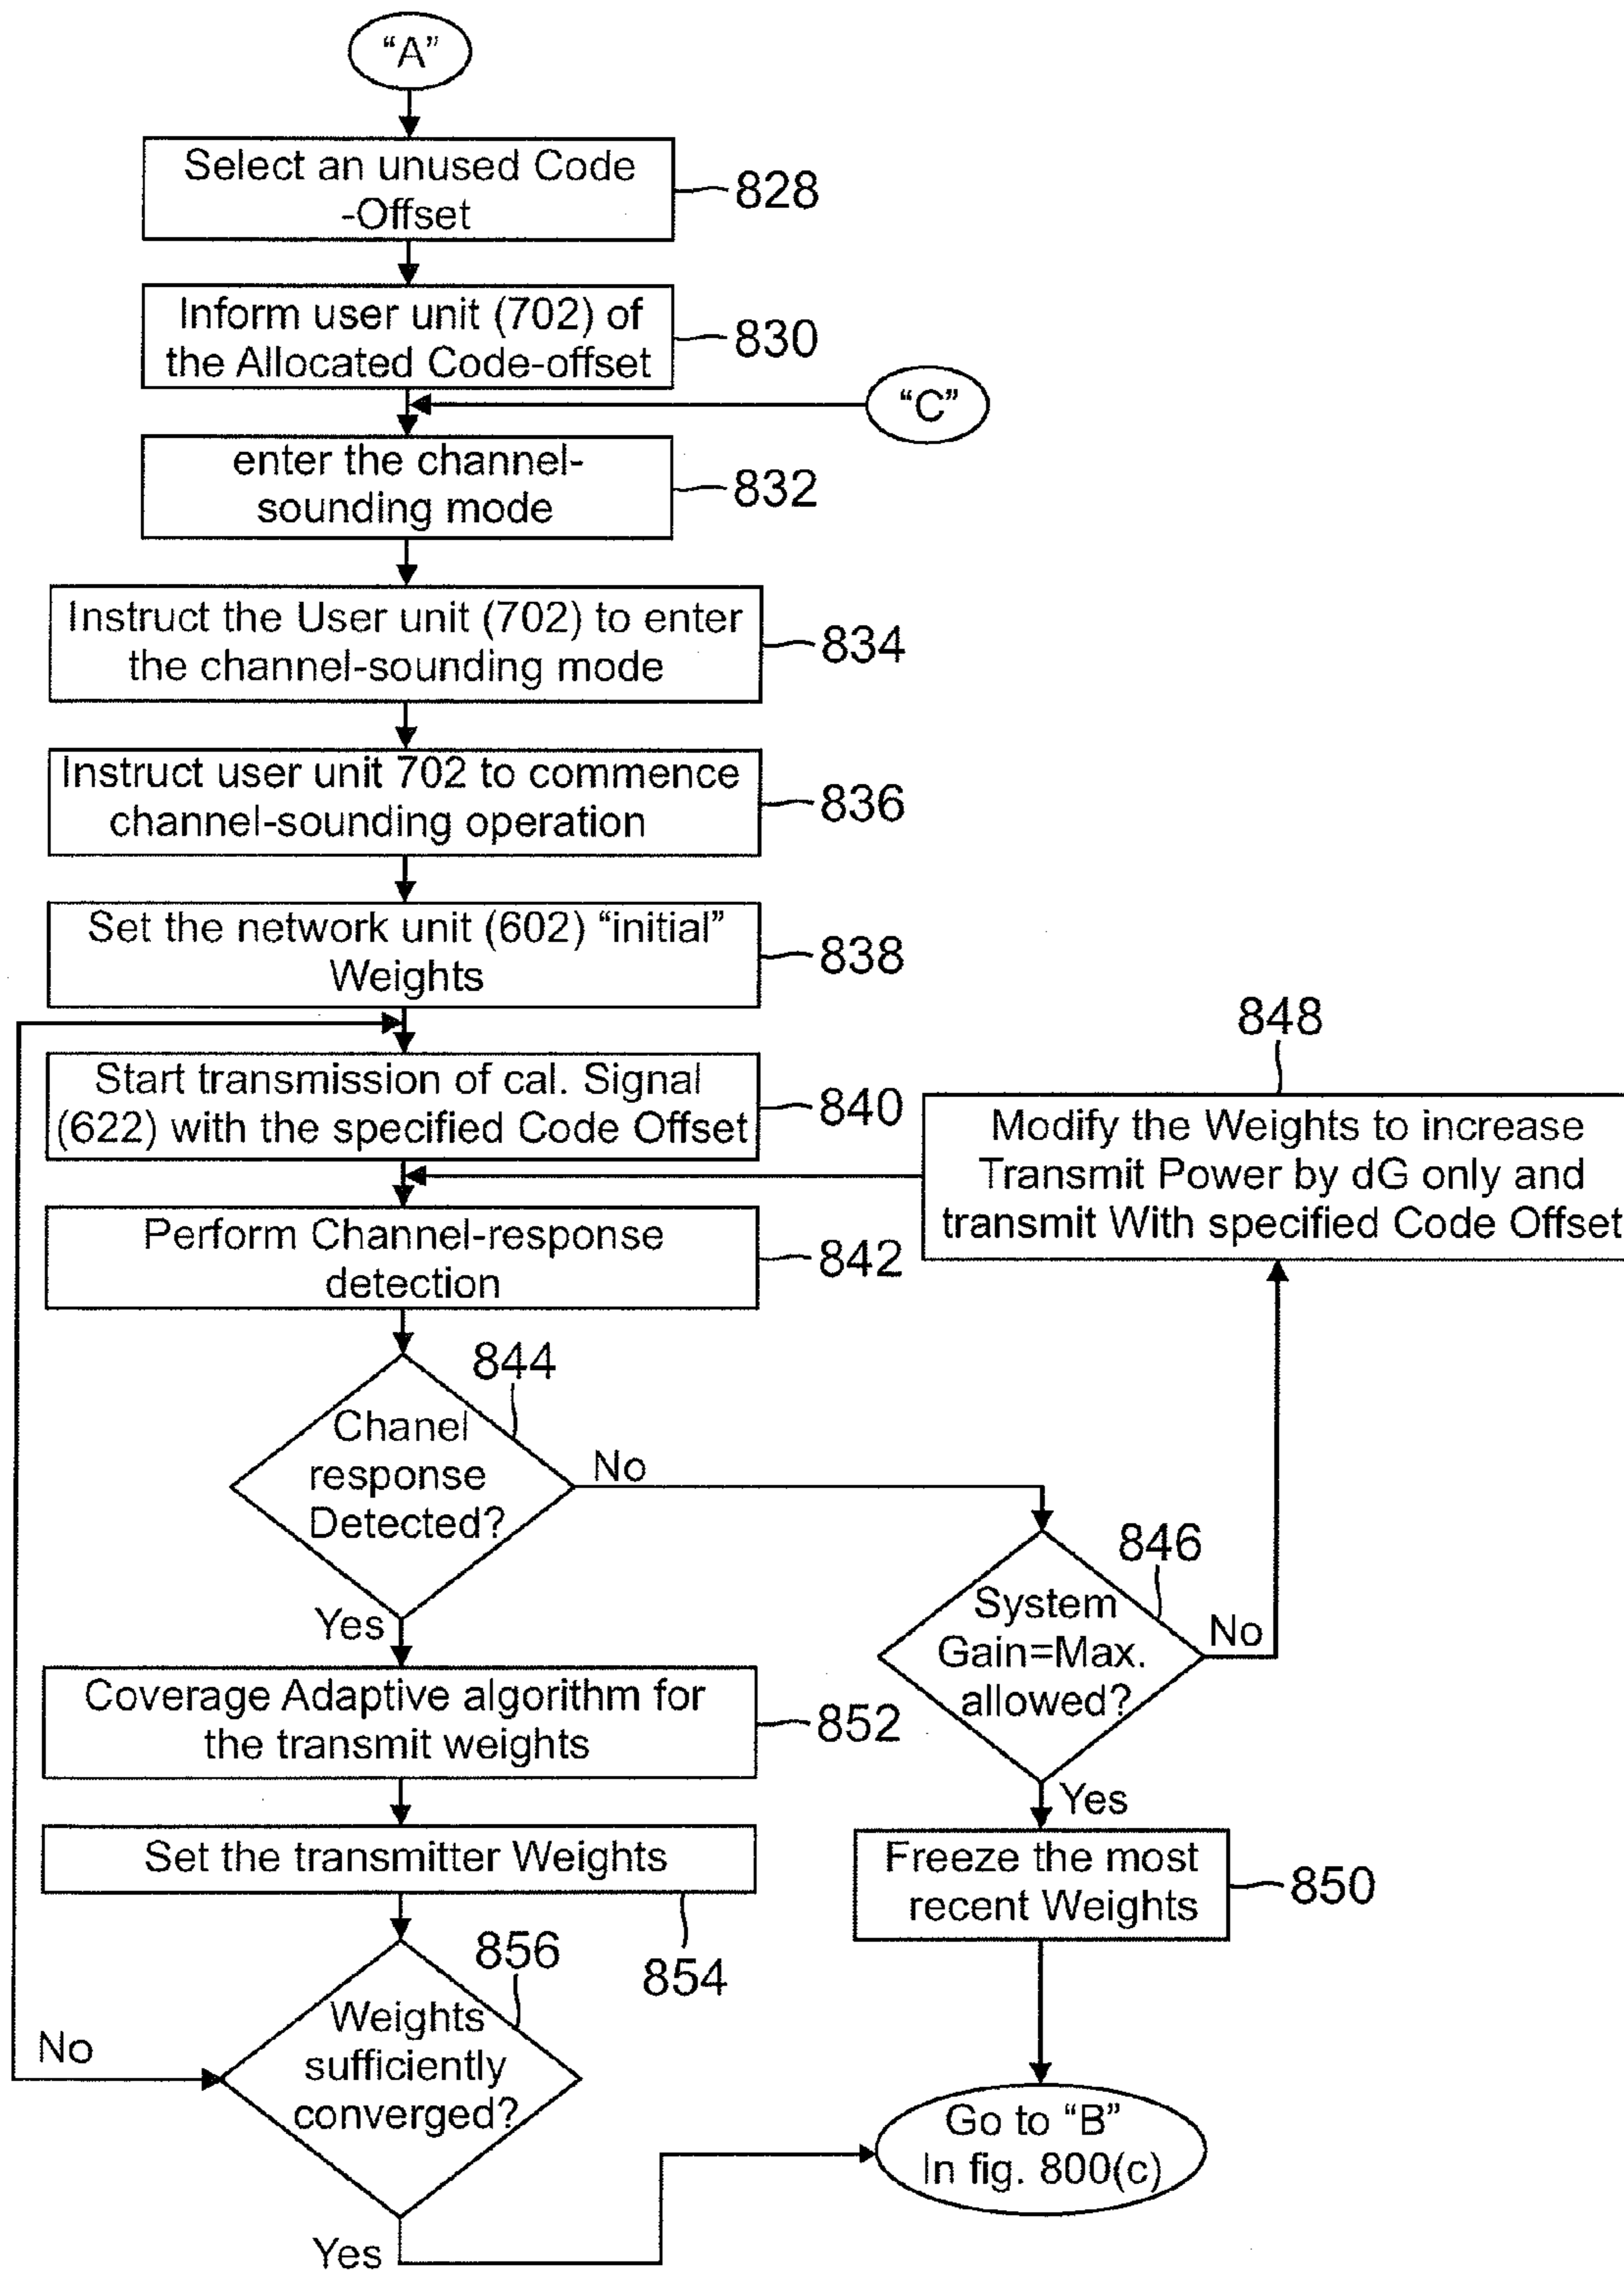 “A”
Select an unused Code
-Offset
828
Inform user unit (702) of
the Allocated Code-offset
830
“C”
enter the channel-
sounding mode
832
Instruct the User unit (702) to enter
the channel-sounding mode
834
Instruct user unit 702 to commence
channel-sounding operation
836
Set the network unit (602) “initial”
Weights
838
848
Start transmission of cal. Signal
(622) with the specified Code Offset
840
Modify the Weights to increase
Transmit Power by dG only and
transmit With specified Code Offset
Perform Channel-response
detection
842
844
Chanel
response
Detected?
No
846
System
Gain=Max.
allowed?
No
Yes
Coverage Adaptive algorithm for
the transmit weights
852
Yes
Set the transmitter Weights
854
Freeze the most
recent Weights
850
856
Weights
sufficiently
converged?
No
Go to “B”
In fig. 800(c)
Yes